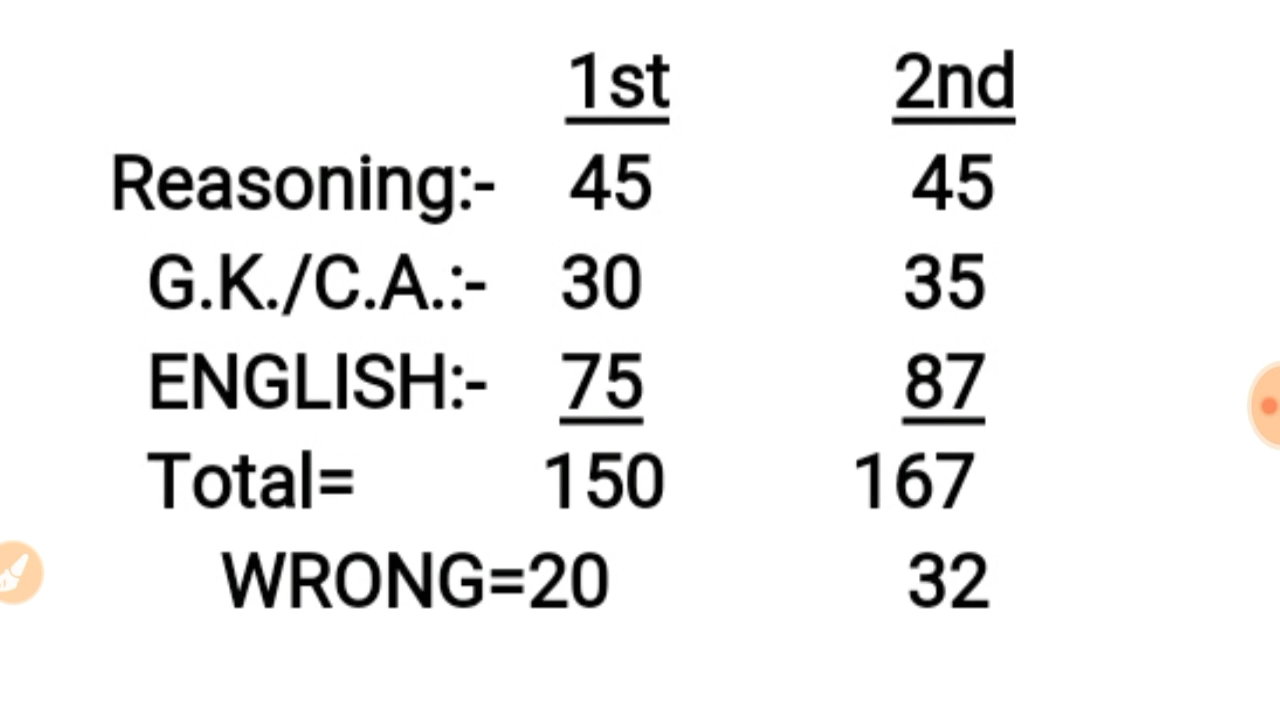 1st 2nd
Reasoning:- 45 45
G.K./C.A.:- 30 35
ENGLISH:- 75 87
Total= 150 167
WRONG=20 32